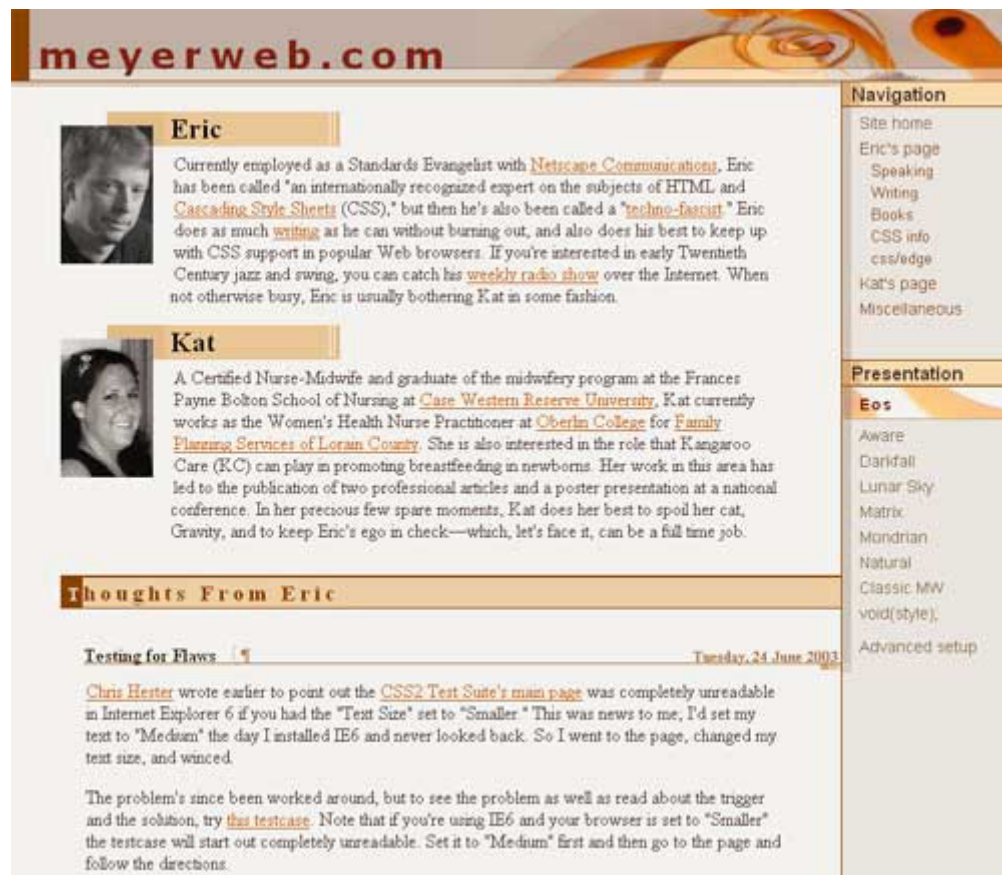 meyerweb.com
Eric
Currently employed as a Standards Evangelist with Netscape Communications, Eric
has been called "an internationally recognized expert on the subjects of HTML and
Cascading Style Sheets (CSS)," but then he's also been called a "techno-fascist." Eric
does as much writing as he can without burning out, and also does his best to keep up
with CSS support in popular Web browsers. If you're interested in early Twentieth
Century jazz and swing, you can catch his weekly radio show over the Internet. When
not otherwise busy, Eric is usually bothering Kat in some fashion.
Kat
A Certified Nurse-Midwife and graduate of the midwifery program at the Frances
Payne Bolton School of Nursing at Case Western Reserve University, Kat currently
works as the Women's Health Nurse Practitioner at Oberlin College for Family
Planning Services of Lorain County. She is also interested in the role that Kangaroo
Care (KC) can play in promoting breastfeeding in newborns. Her work in this area has
led to the publication of two professional articles and a poster presentation at a national
conference. In her precious few spare moments, Kat does her best to spoil her cat,
Gravity, and to keep Eric's ego in check—which, let's face it, can be a full time job.
Thoughts From Eric
Testing for Flaws ¶ Tuesday, 24 June 2003
Chris Hester wrote earlier to point out the CSS2 Test Suite's main page was completely unreadable
in Internet Explorer 6 if you had the "Text Size" set to "Smaller." This was news to me; I'd set my
text to "Medium" the day I installed IE6 and never looked back. So I went to the page, changed my
text size, and winced.
The problem's since been worked around, but to see the problem as well as read about the trigger
and the solution, try this testcase. Note that if you're using IE6 and your browser is set to "Smaller"
the testcase will start out completely unreadable. Set it to "Medium" first and then go to the page and
follow the directions.
Navigation
Site home
Eric's page
Speaking
Writing
Books
CSS info
css/edge
Kat's page
Miscellaneous
Presentation
Eos
Aware
Darkfall
Lunar Sky
Matrix
Mondrian
Natural
Classic MW
void(style);
Advanced setup